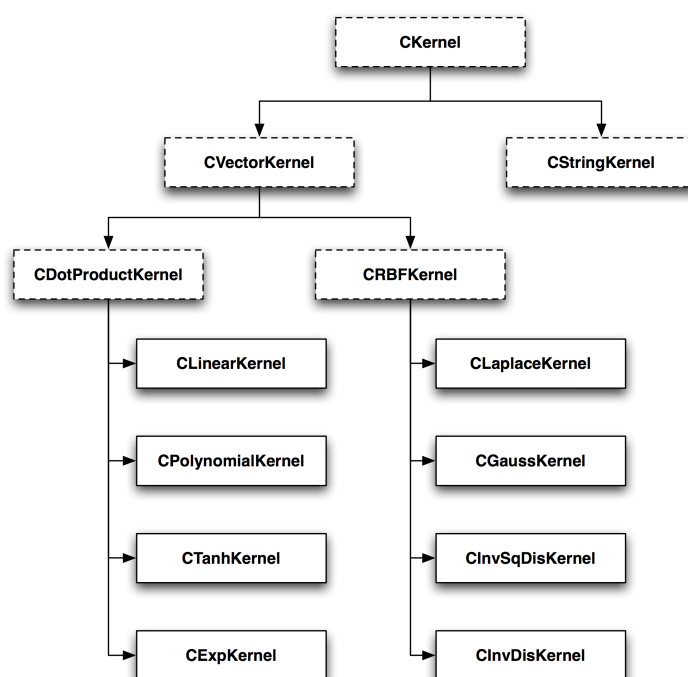 CKernel
CVectorKernel
CStringKernel
CDotProductKernel
CRBFKernel
CLinearKernel
CLaplaceKernel
CPolynomialKernel
CGaussKernel
CTanhKernel
CInvSqDisKernel
CExpKernel
CInvDisKernel